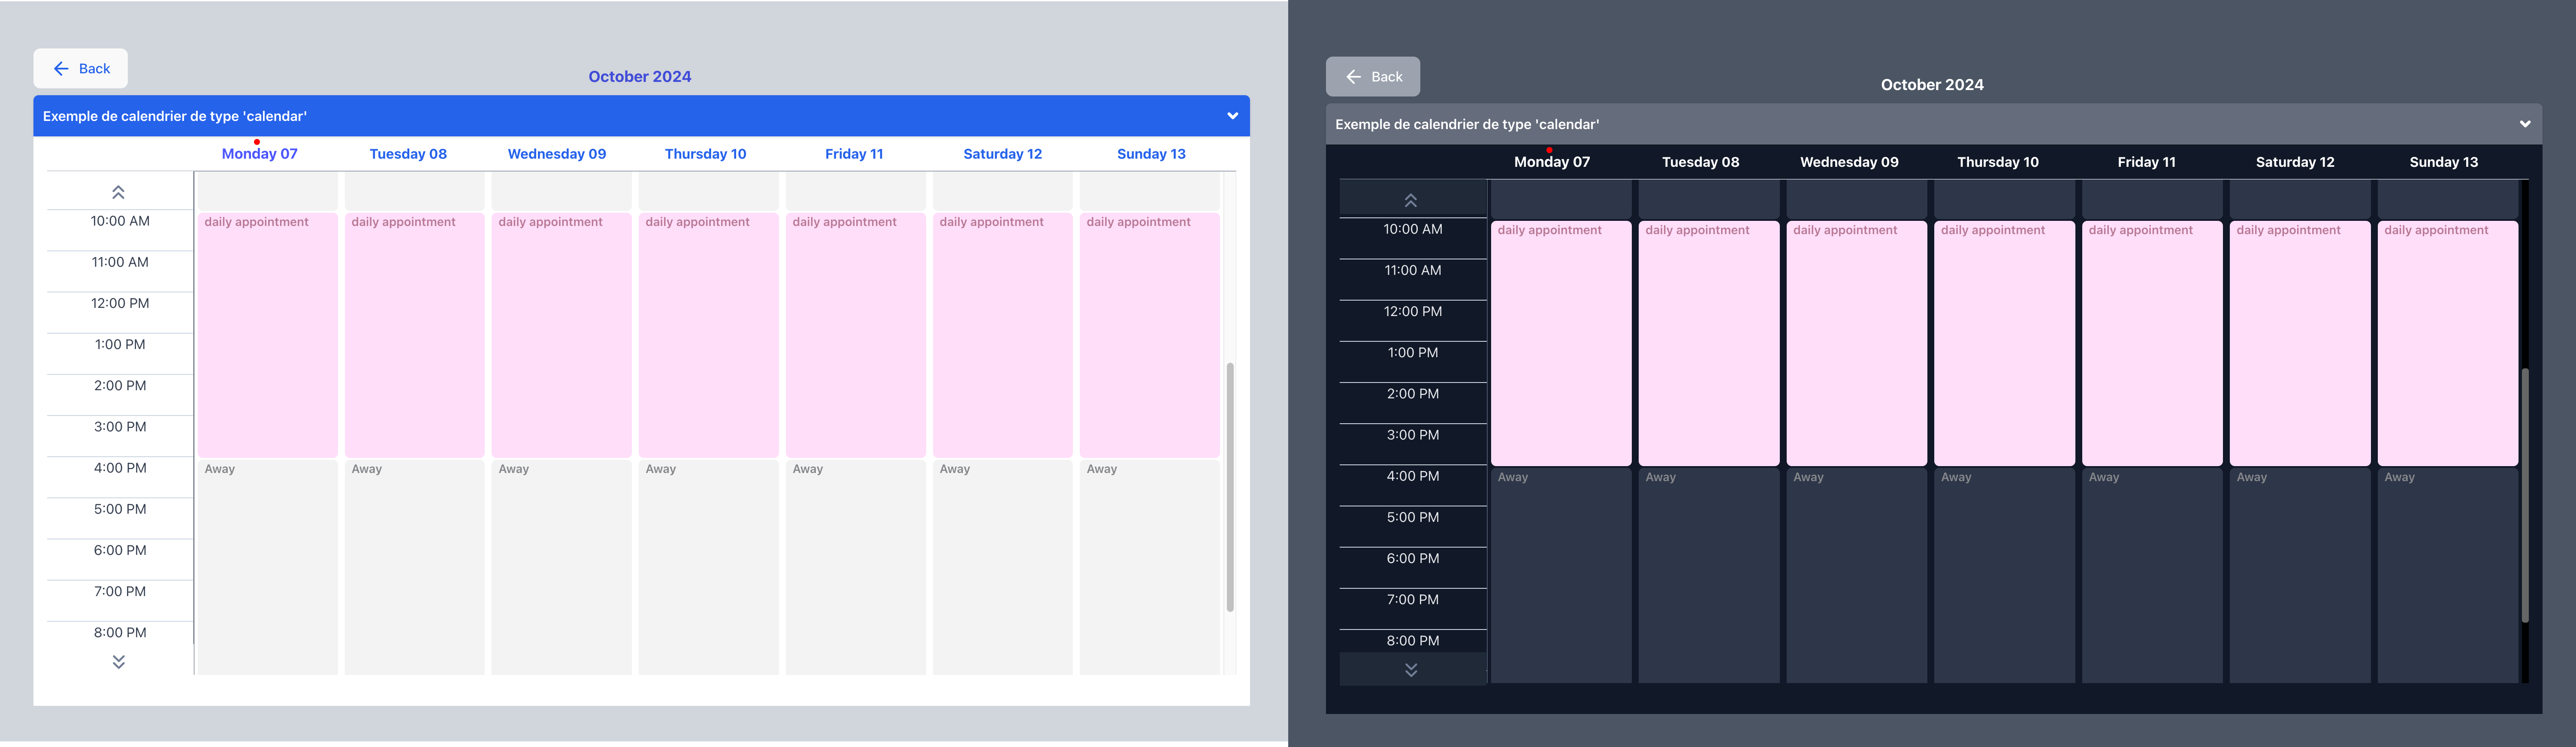 Back
October 2024
Exemple de calendrier de type 'calendar'
Monday 07 Tuesday 08 Wednesday 09 Thursday 10 Friday 11 Saturday 12 Sunday 13
10:00 AM daily appointment daily appointment daily appointment daily appointment daily appointment daily appointment daily appointment
11:00 AM
12:00 PM
1:00 PM
2:00 PM
3:00 PM
4:00 PM Away Away Away Away Away Away Away
5:00 PM
6:00 PM
7:00 PM
8:00 PM
Back
October 2024
Exemple de calendrier de type 'calendar'
Monday 07 Tuesday 08 Wednesday 09 Thursday 10 Friday 11 Saturday 12 Sunday 13
10:00 AM daily appointment daily appointment daily appointment daily appointment daily appointment daily appointment daily appointment
11:00 AM
12:00 PM
1:00 PM
2:00 PM
3:00 PM
4:00 PM Away Away Away Away Away Away Away
5:00 PM
6:00 PM
7:00 PM
8:00 PM